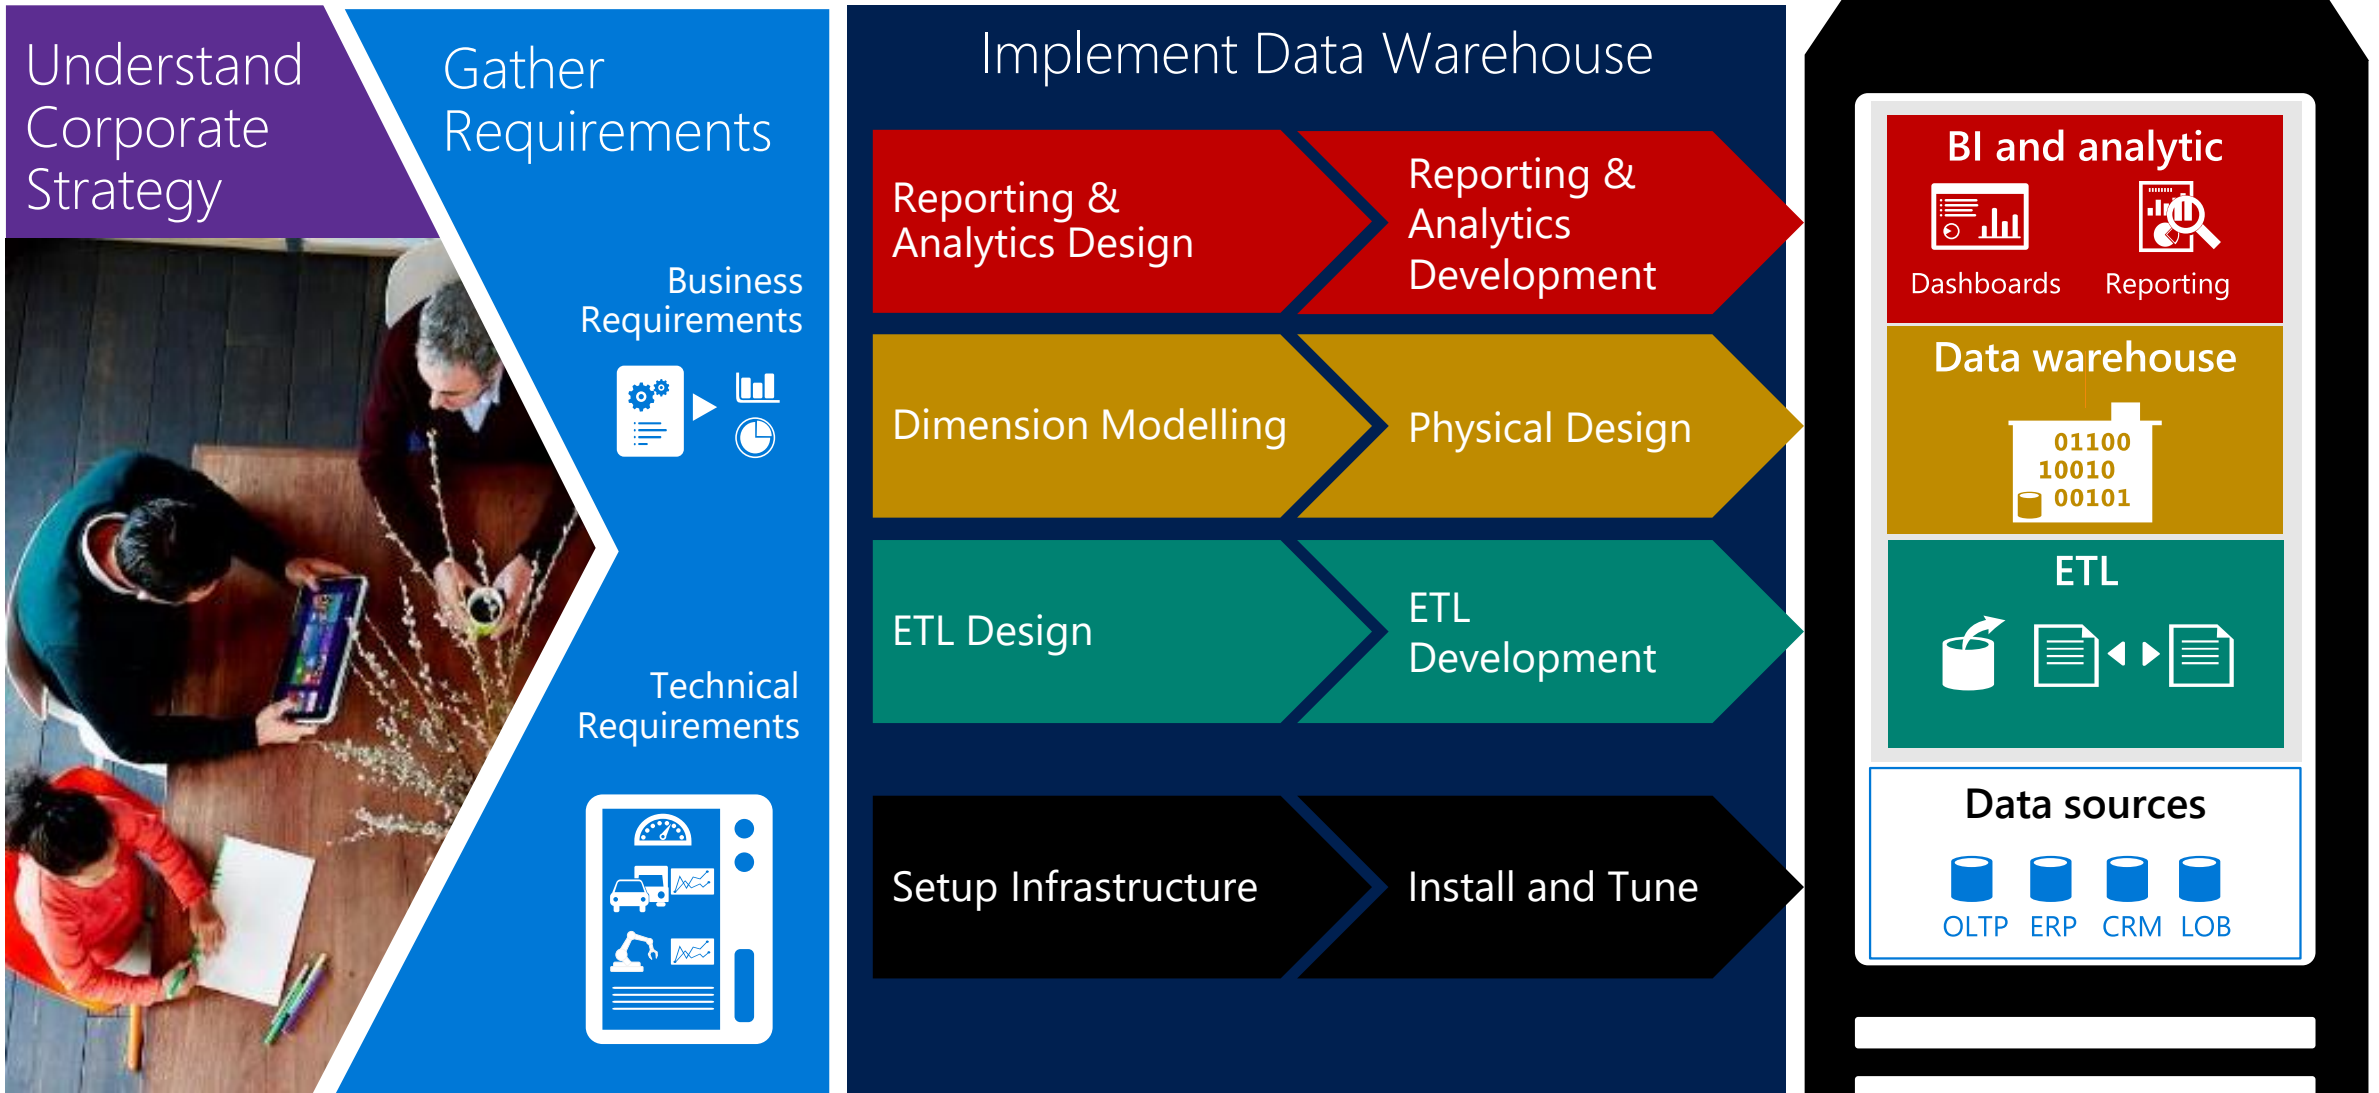 Understand
Corporate
Strategy
Gather
Requirements
Business
Requirements
Technical
Requirements
Implement Data Warehouse
Reporting &
Analytics Design
Reporting &
Analytics
Development
Dimension Modelling
Physical Design
ETL Design
ETL
Development
Setup Infrastructure
Install and Tune
BI and analytic
Dashboards
Reporting
Data warehouse
01100
10010
00101
ETL
Data sources
OLTP
ERP
CRM
LOB